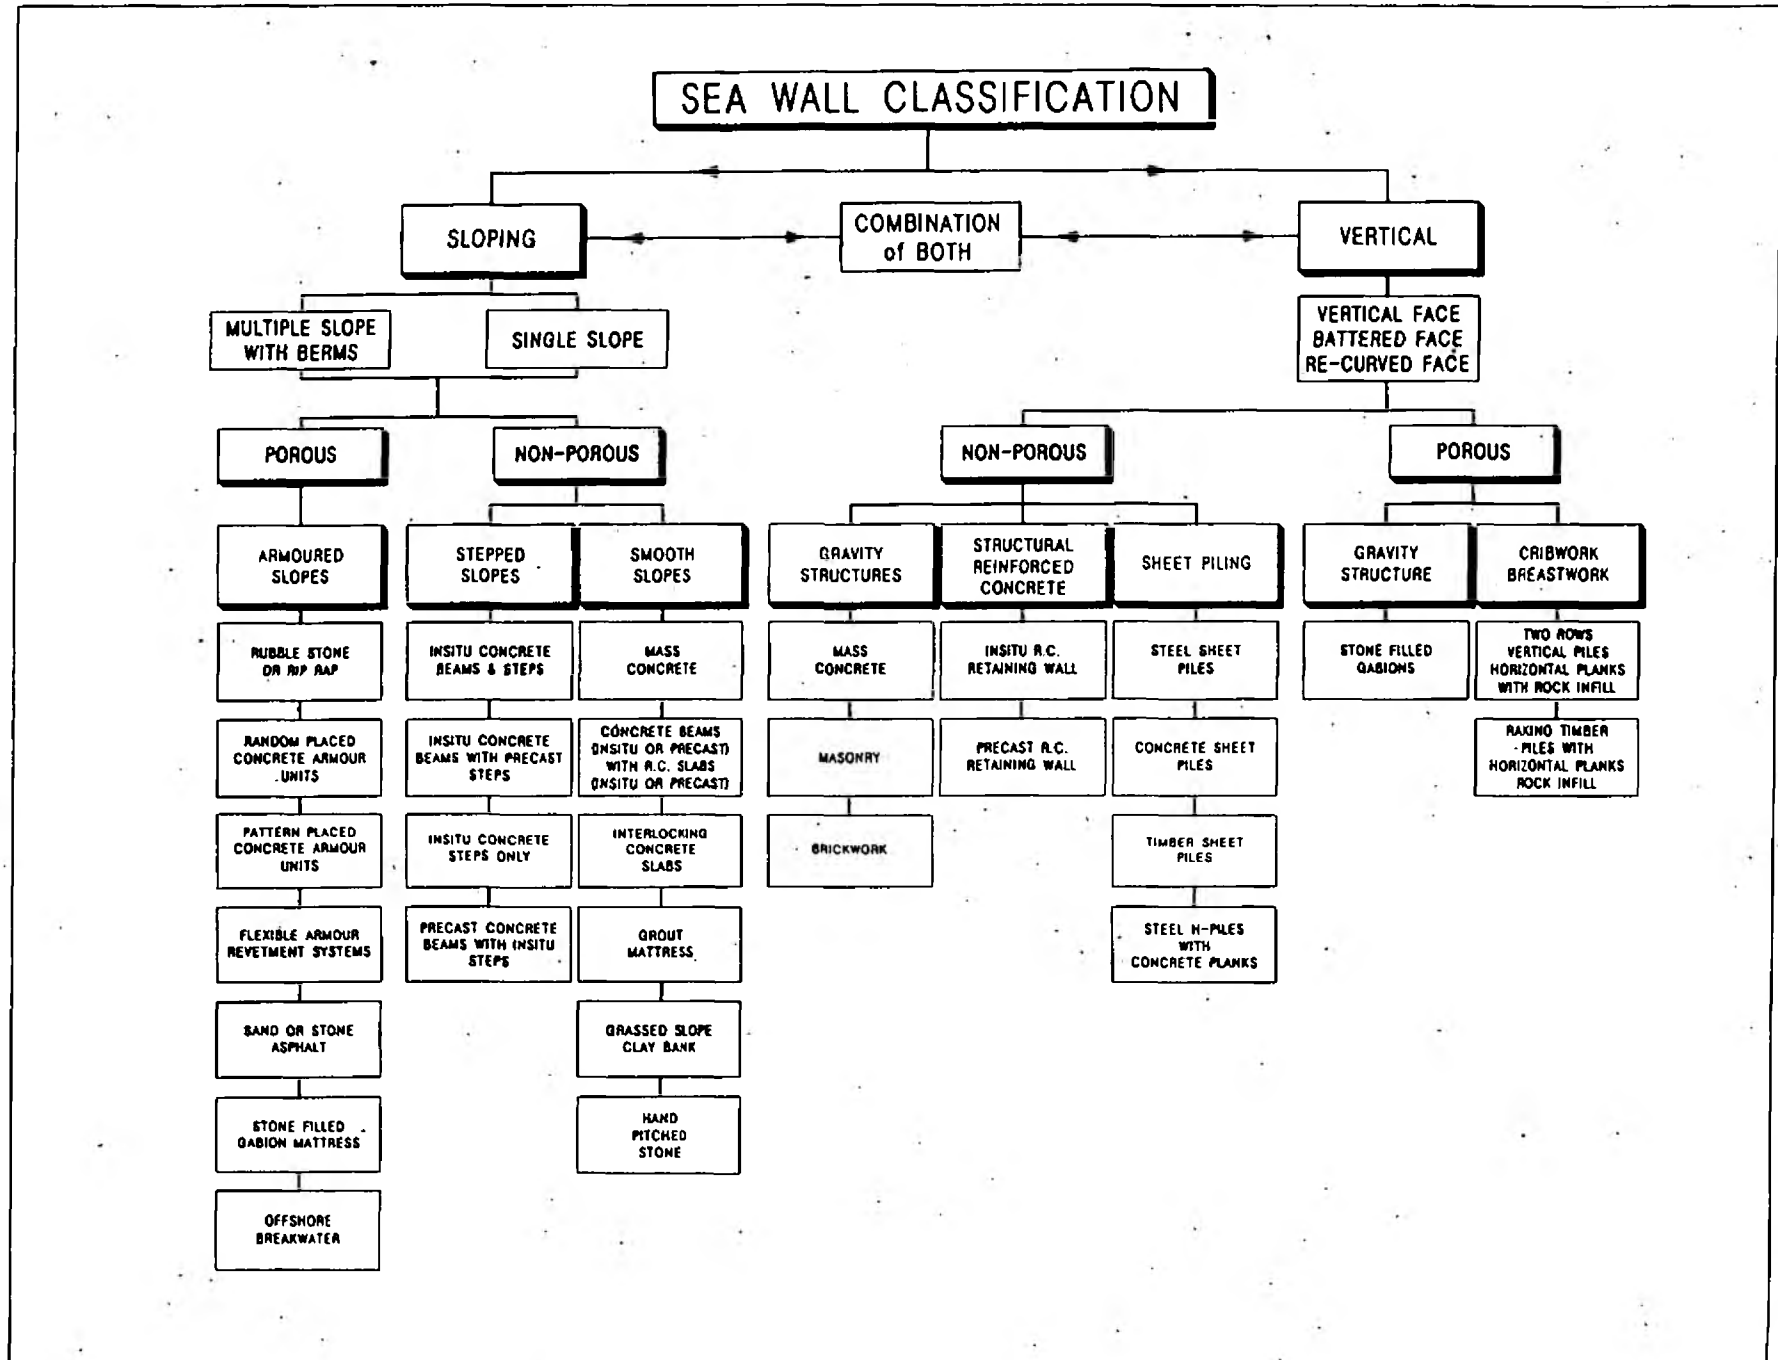 SEA WALL CLASSIFICATION
SLOPING
COMBINATION
of BOTH
VERTICAL
MULTIPLE SLOPE
WITH BERMS
SINGLE SLOPE
VERTICAL FACE
BATTERED FACE
RE-CURVED FACE
POROUS
NON-POROUS
NON-POROUS
POROUS
ARMOURED
SLOPES
STEPPED
SLOPES
SMOOTH
SLOPES
GRAVITY
STRUCTURES
STRUCTURAL
REINFORCED
CONCRETE
SHEET PILING
GRAVITY
STRUCTURE
CRIBWORK
BREASTWORK
RUBBLE STONE
OR RIP RAP
INSITU CONCRETE
BEAMS & STEPS
MASS
CONCRETE
MASS
CONCRETE
INSITU R.C.
RETAINING WALL
STEEL SHEET
PILES
STONE FILLED
GABIONS
TWO ROWS
VERTICAL PILES
HORIZONTAL PLANKS
WITH ROCK INFILL
RANDOM PLACED
CONCRETE ARMOUR
UNITS
INSITU CONCRETE
BEAMS WITH PRECAST
STEPS
CONCRETE BEAMS
(INSITU OR PRECAST)
WITH R.C. SLABS
(INSITU OR PRECAST)
MASONRY
PRECAST R.C.
RETAINING WALL
CONCRETE SHEET
PILES
RAKING TIMBER
PILES WITH
HORIZONTAL PLANKS
ROCK INFILL
PATTERN PLACED
CONCRETE ARMOUR
UNITS
INSITU CONCRETE
STEPS ONLY
INTERLOCKING
CONCRETE
SLABS
BRICKWORK
TIMBER SHEET
PILES
FLEXIBLE ARMOUR
REVETMENT SYSTEMS
PRECAST CONCRETE
BEAMS WITH INSITU
STEPS
GROUT
MATTRESS
STEEL H-PILES
WITH
CONCRETE PLANKS
SAND OR STONE
ASPHALT
GRASSED SLOPE
CLAY BANK
STONE FILLED
GABION MATTRESS
HAND
PITCHED
STONE
OFFSHORE
BREAKWATER